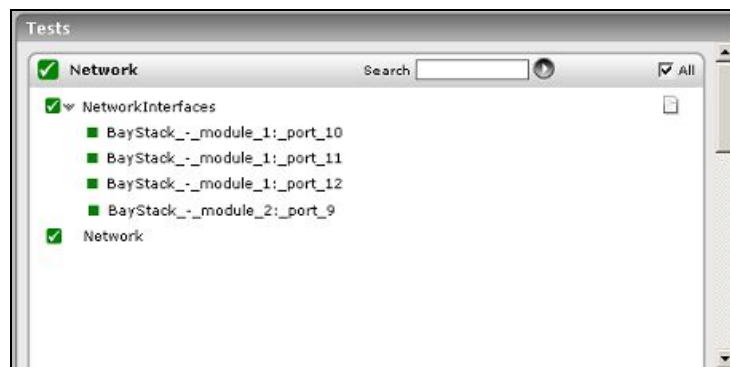 Tests
Network Search All
NetworkInterfaces
BayStack_-_module_1:_port_10
BayStack_-_module_1:_port_11
BayStack_-_module_1:_port_12
BayStack_-_module_2:_port_9
Network